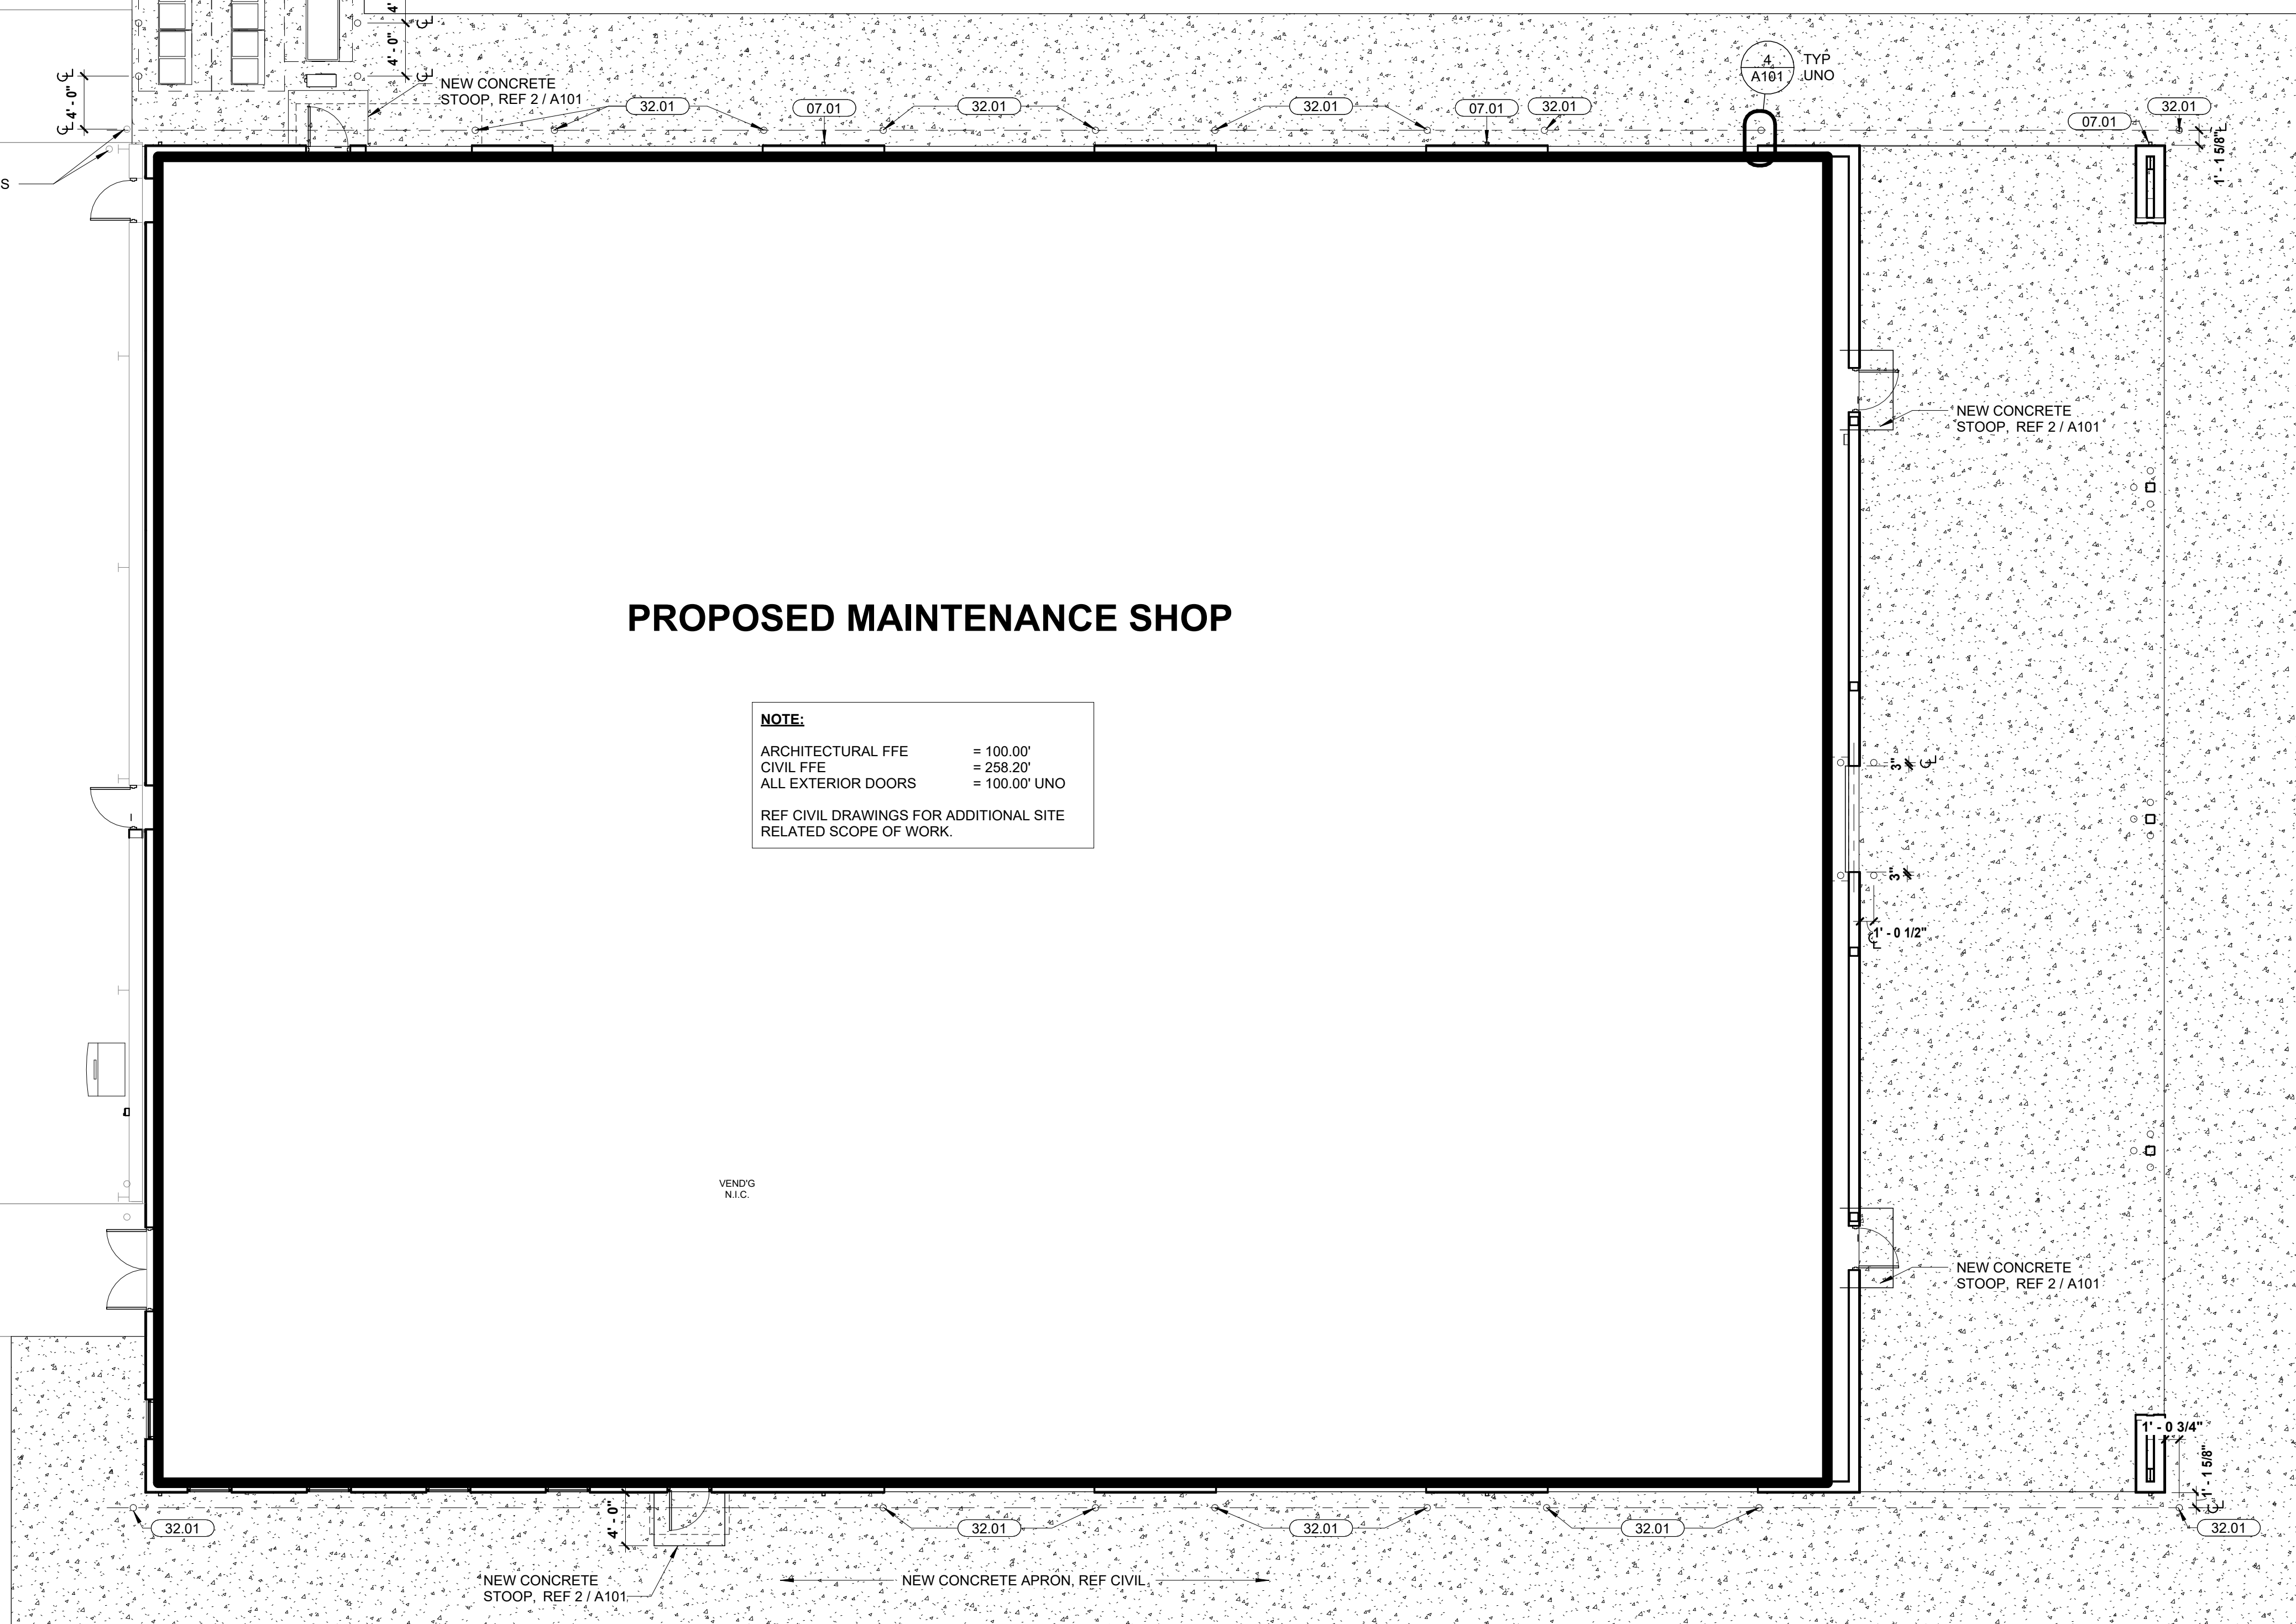 4'
℄
4' - 0"
℄
℄
4' - 0"
℄
NEW CONCRETE
STOOP, REF 2 / A101
32.01
07.01
32.01
32.01
07.01
32.01
4
A101
TYP
UNO
07.01
32.01
℄
1' - 1 5/8"
S
NEW CONCRETE
STOOP, REF 2 / A101
PROPOSED MAINTENANCE SHOP
NOTE:
ARCHITECTURAL FFE = 100.00'
CIVIL FFE = 258.20'
ALL EXTERIOR DOORS = 100.00' UNO
REF CIVIL DRAWINGS FOR ADDITIONAL SITE
RELATED SCOPE OF WORK.
3"
℄
3"
1' - 0 1/2"
℄
VEND'G
N.I.C.
NEW CONCRETE
STOOP, REF 2 / A101
1' - 0 3/4"
1' - 1 5/8"
℄
32.01
4' - 0"
32.01
32.01
32.01
32.01
NEW CONCRETE
STOOP, REF 2 / A101
NEW CONCRETE APRON, REF CIVIL